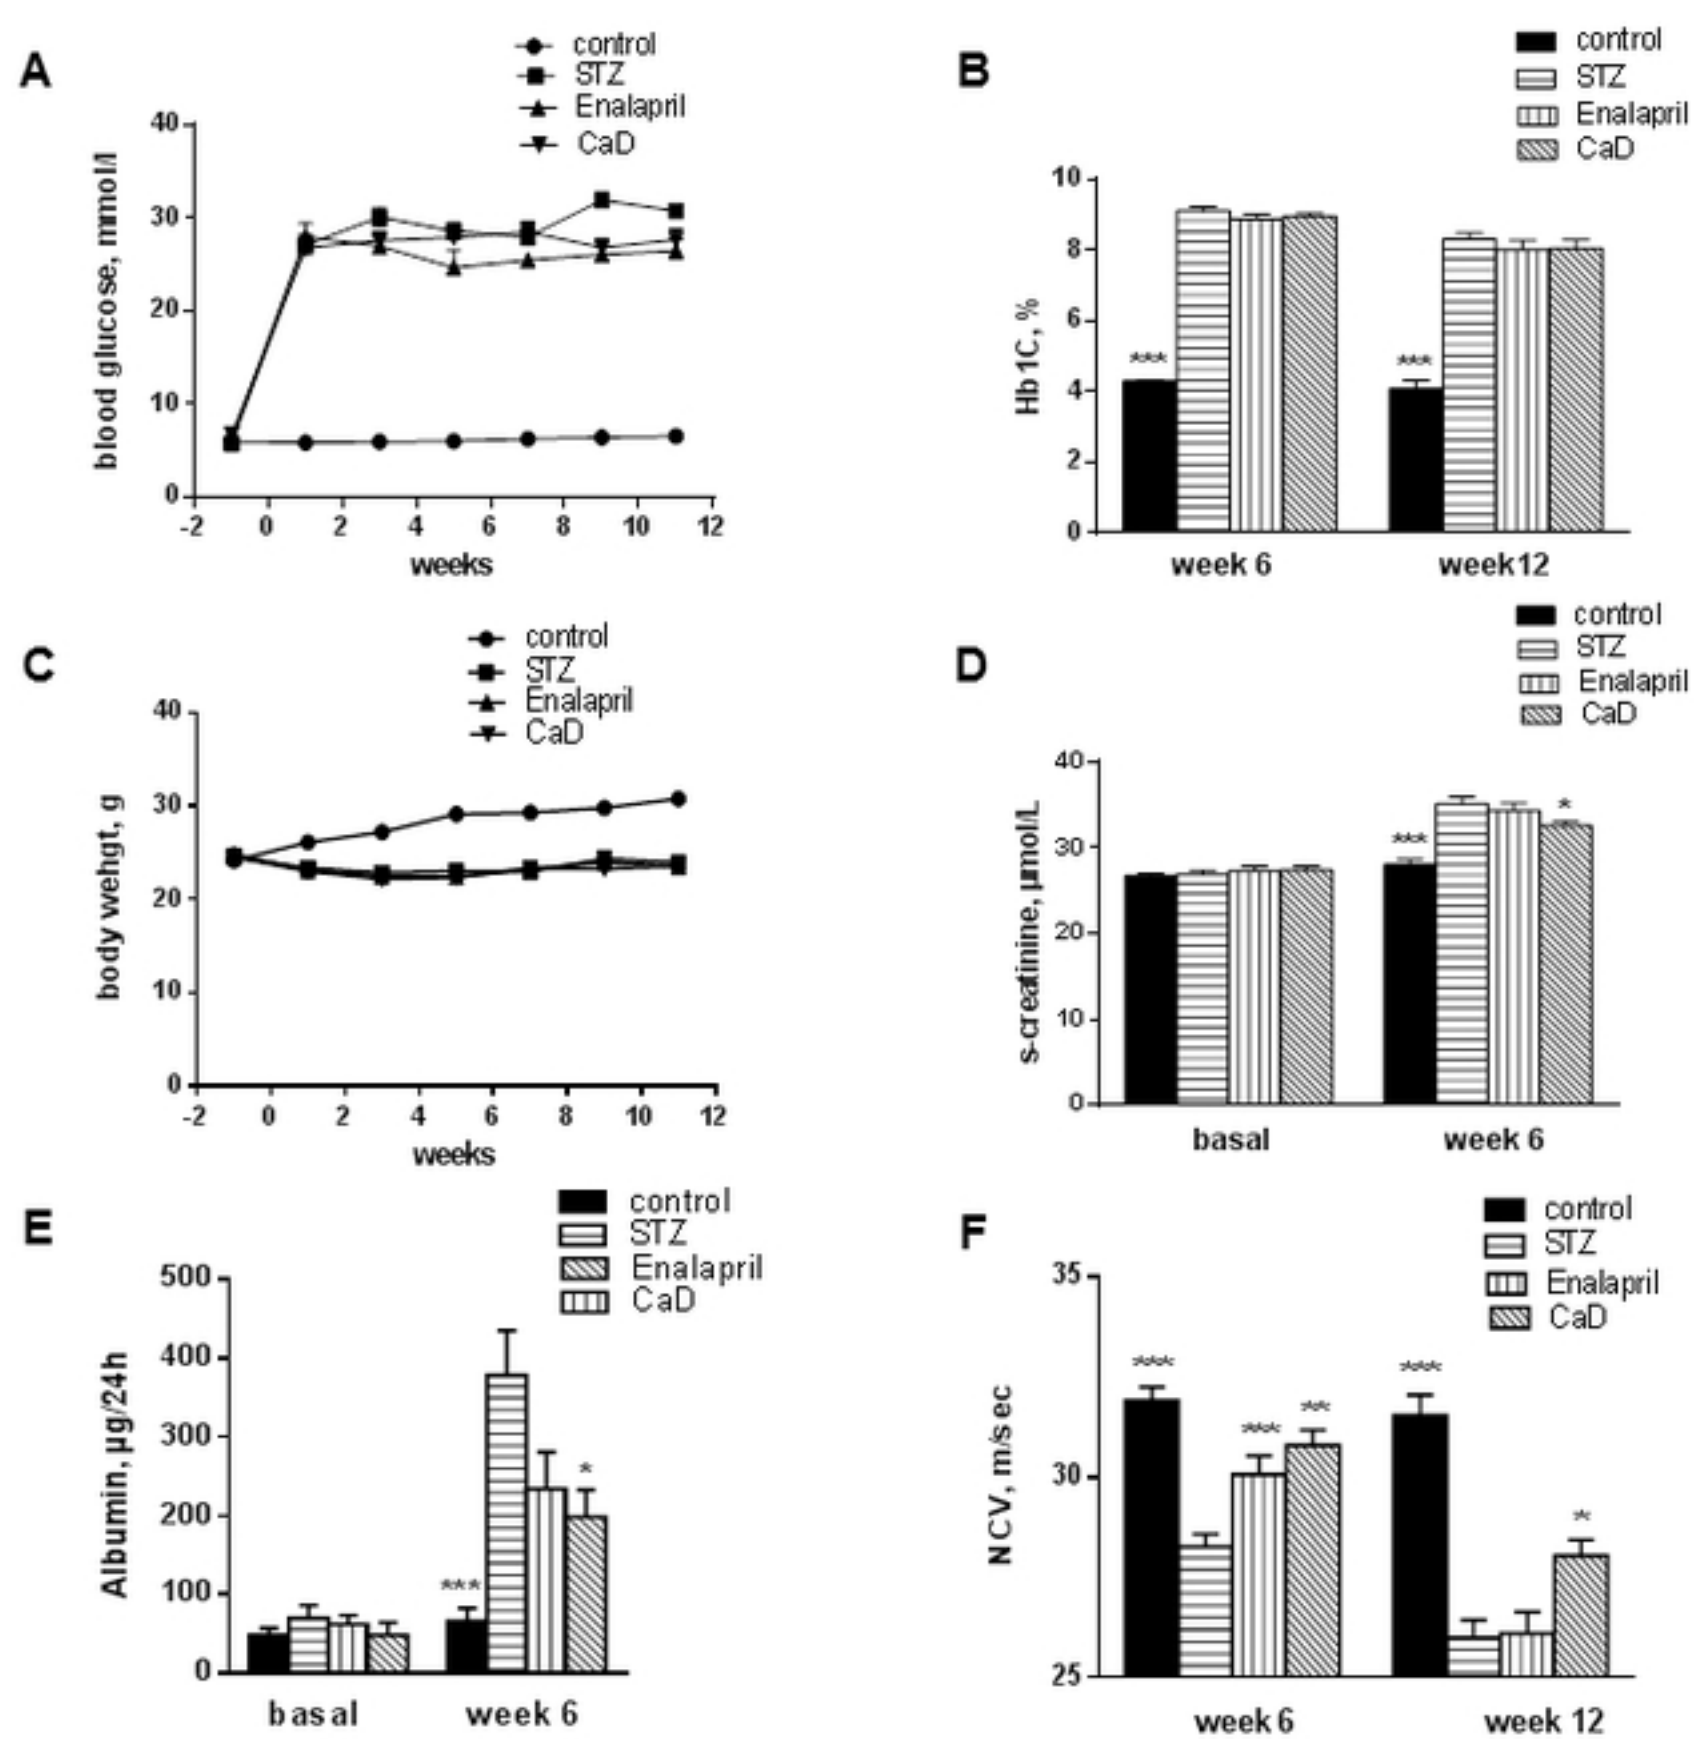 A
control
STZ
Enalapril
CaD
40
30
20
10
0
blood glucose, mmol/l
-2 0 2 4 6 8 10 12
weeks
B
control
STZ
Enalapril
CaD
10
8
6
4
2
0
Hb1C, %
***
***
week 6 week12
C
control
STZ
Enalapril
CaD
40
30
20
10
0
body wehgt, g
-2 0 2 4 6 8 10 12
weeks
D
control
STZ
Enalapril
CaD
40
30
20
10
0
s-creatinine, µmol/L
***
*
basal week 6
E
control
STZ
Enalapril
CaD
500
400
300
200
100
0
Albumin, µg/24h
***
*
basal week 6
F
control
STZ
Enalapril
CaD
35
30
25
NCV, m/sec
***
***
**
***
*
week 6 week 12